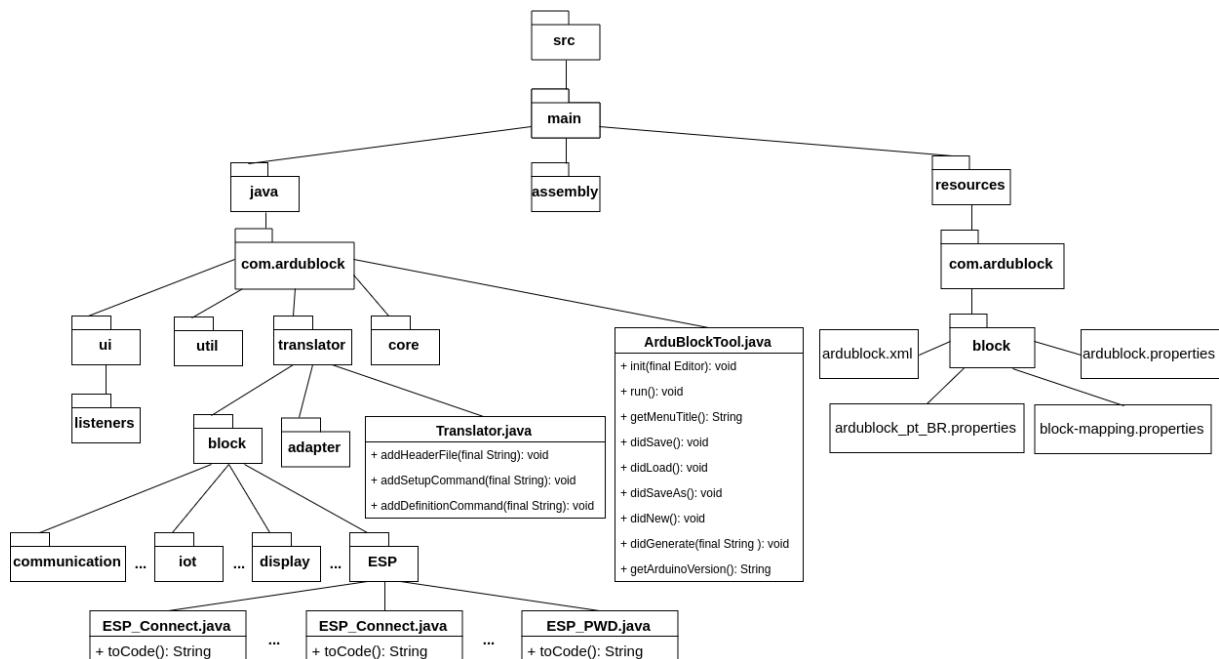 src
main
java
assembly
resources
com.ardublock
com.ardublock
ui
util
translator
core
ArduBlockTool.java
+ init(final Editor): void
+ run(): void
+ getMenuTitle(): String
+ didSave(): void
+ didLoad(): void
+ didSaveAs(): void
+ didNew(): void
+ didGenerate(final String ): void
+ getArduinoVersion(): String
ardublock.xml
block
ardublock.properties
ardublock_pt_BR.properties
block-mapping.properties
listeners
block
adapter
Translator.java
+ addHeaderFile(final String): void
+ addSetupCommand(final String): void
+ addDefinitionCommand(final String): void
communication ... iot ... display ... ESP
ESP_Connect.java
+ toCode(): String
...
ESP_Connect.java
+ toCode(): String
...
ESP_PWD.java
+ toCode(): String